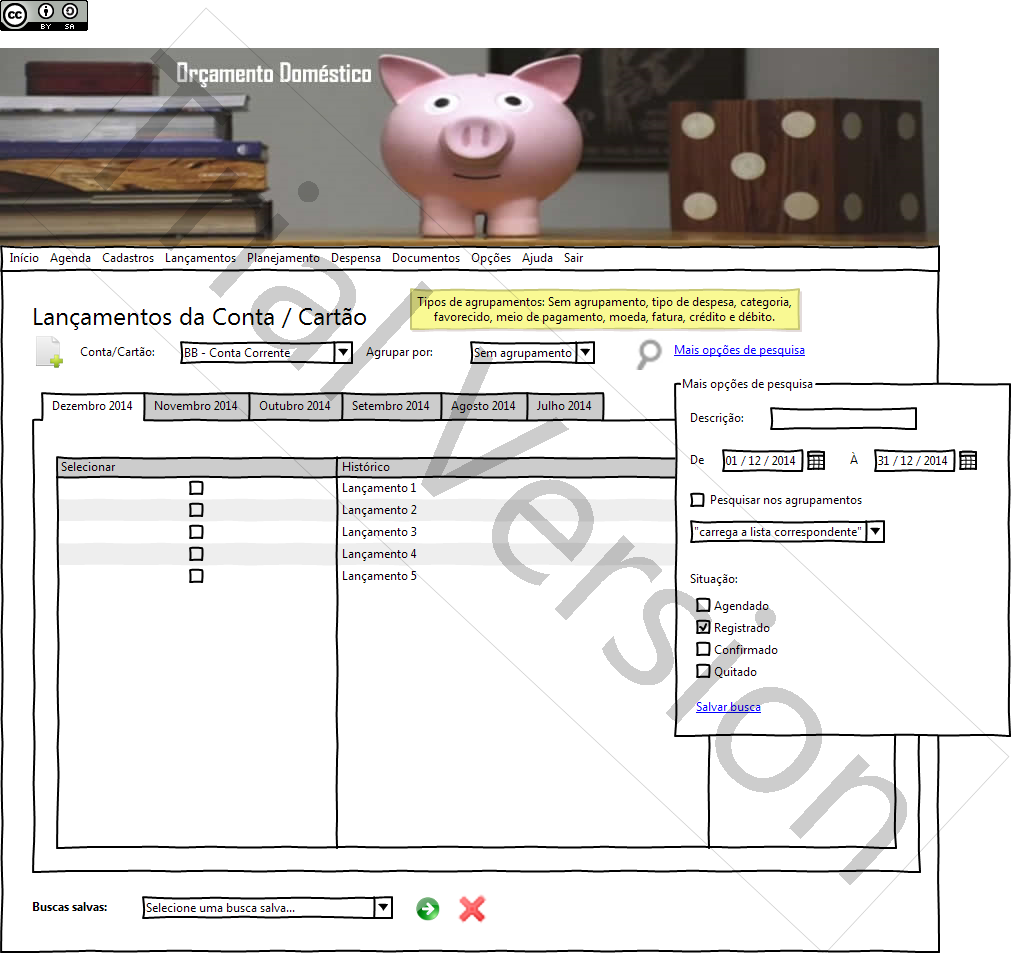 cc BY SA
Orçamento Doméstico
Início Agenda Cadastros Lançamentos Planejamento Despensa Documentos Opções Ajuda Sair
Tipos de agrupamentos: Sem agrupamento, tipo de despesa, categoria,
favorecido, meio de pagamento, moeda, fatura, crédito e débito.
Lançamentos da Conta / Cartão
Conta/Cartão: BB - Conta Corrente Agrupar por: Sem agrupamento Mais opções de pesquisa
Dezembro 2014 Novembro 2014 Outubro 2014 Setembro 2014 Agosto 2014 Julho 2014
Selecionar Histórico
Lançamento 1
Lançamento 2
Lançamento 3
Lançamento 4
Lançamento 5
Mais opções de pesquisa
Descrição:
De 01 / 12 / 2014 À 31 / 12 / 2014
Pesquisar nos agrupamentos
"carrega a lista correspondente"
Situação:
Agendado
Registrado
Confirmado
Quitado
Salvar busca
Buscas salvas: Selecione uma busca salva...
Trial Version